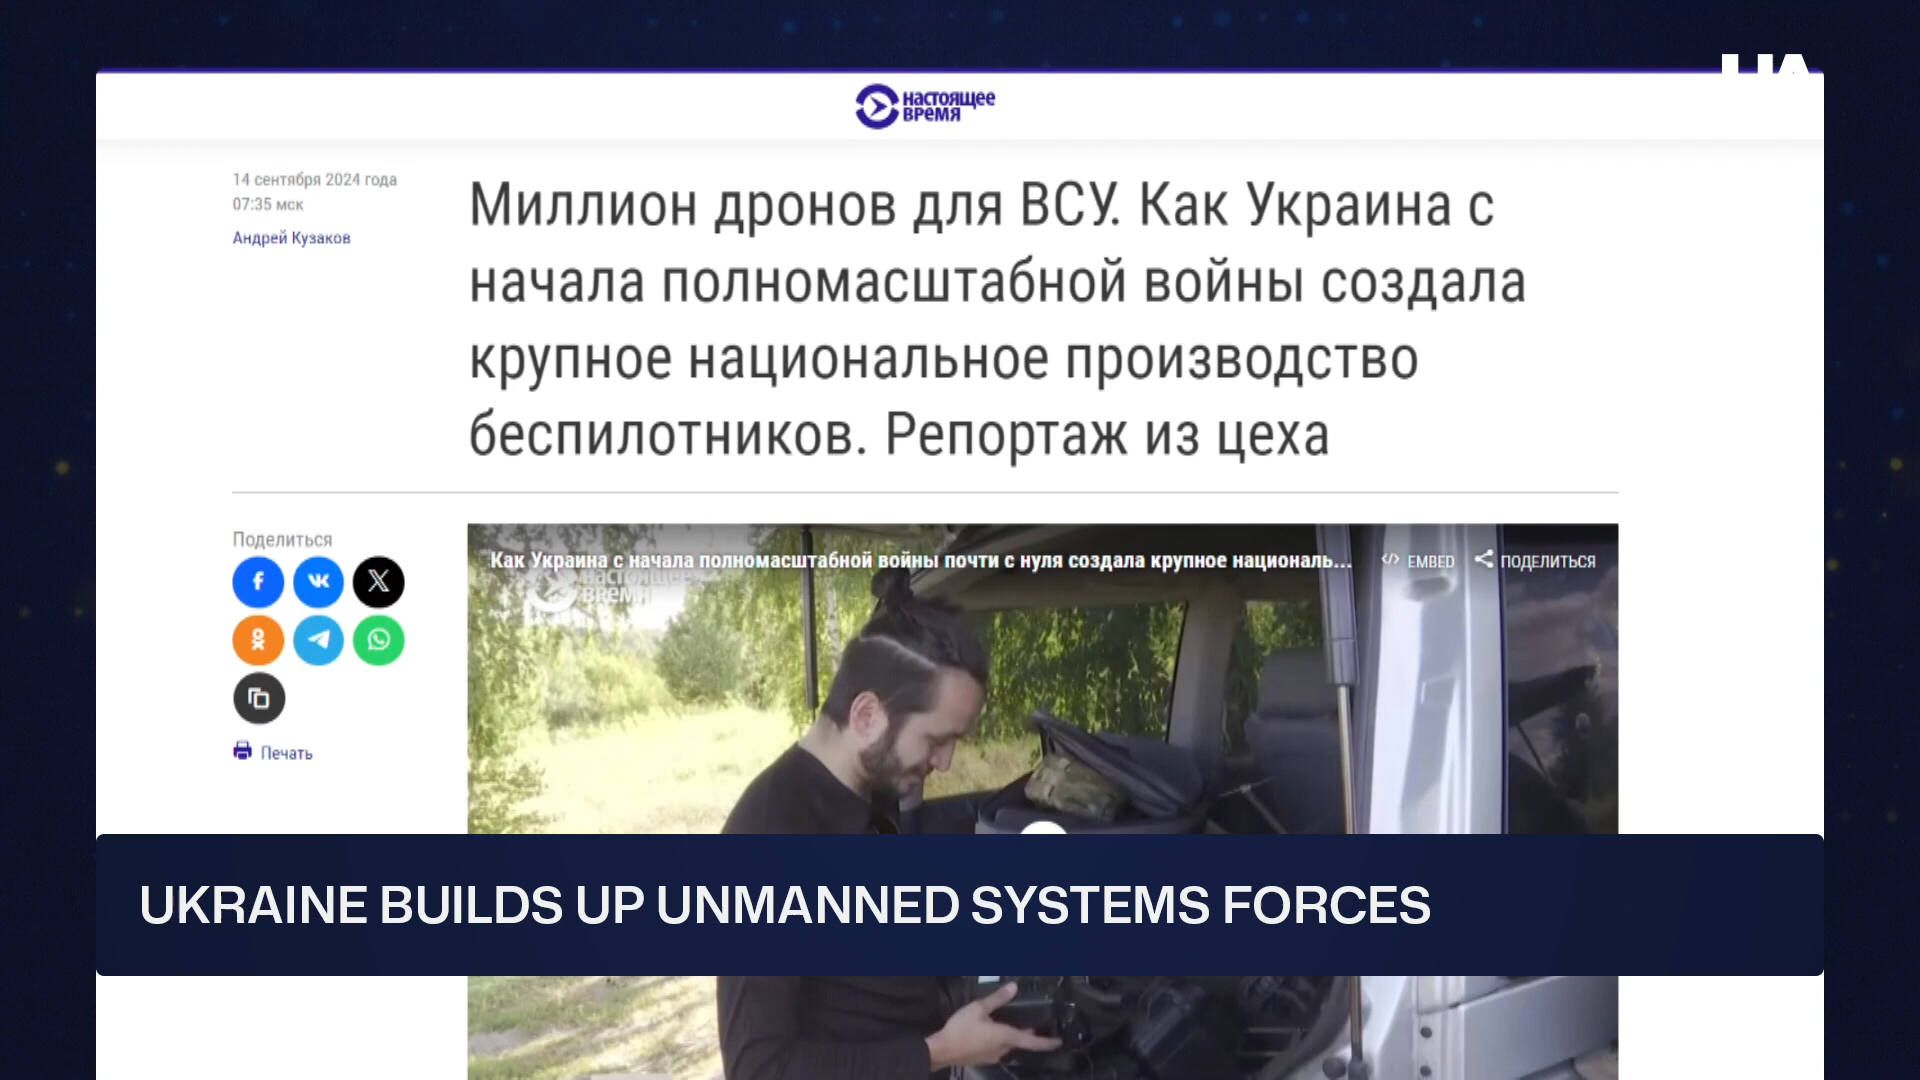 UA
НАСТОЯЩЕЕ
ВРЕМЯ
14 сентября 2024 года
07:35 мск
Андрей Кузаков
Миллион дронов для ВСУ. Как Украина с
начала полномасштабной войны создала
крупное национальное производство
беспилотников. Репортаж из цеха
Поделиться
Печать
Как Украина с начала полномасштабной войны почти с нуля создала крупное националь...
EMBED
ПОДЕЛИТЬСЯ
НАСТОЯЩЕЕ
ВРЕМЯ
UKRAINE BUILDS UP UNMANNED SYSTEMS FORCES